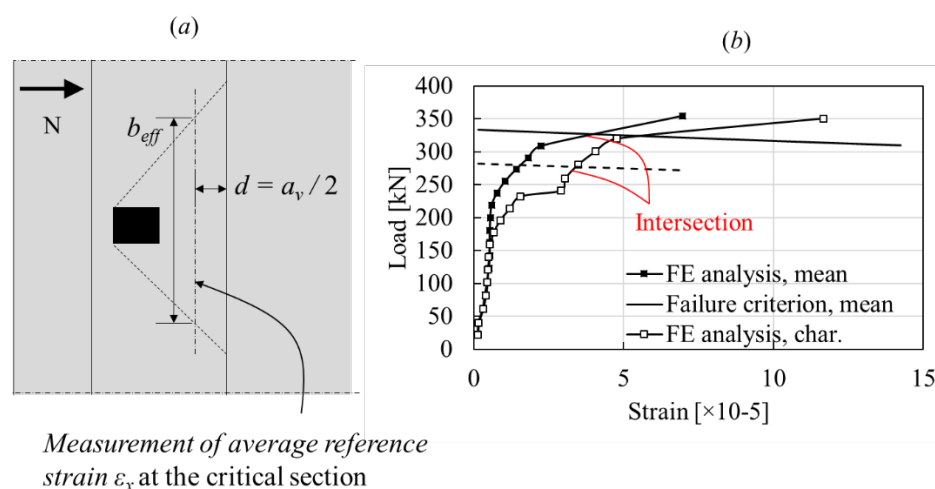 (a)
N
b_eff
d = a_v / 2
Measurement of average reference
strain ε_x at the critical section
(b)
Load [kN]
400
350
300
250
200
150
100
50
0
Intersection
FE analysis, mean
Failure criterion, mean
FE analysis, char.
0 5 10 15
Strain [×10-5]